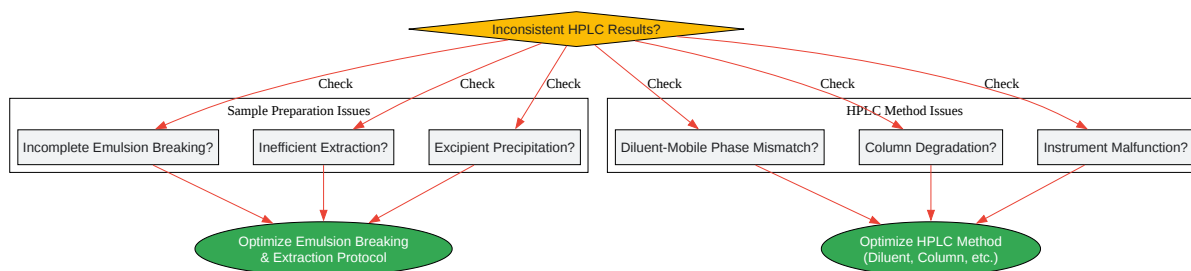 Inconsistent HPLC Results?
Check
Check
Check
Check
Check
Check
Sample Preparation Issues
HPLC Method Issues
Incomplete Emulsion Breaking?
Inefficient Extraction?
Excipient Precipitation?
Diluent-Mobile Phase Mismatch?
Column Degradation?
Instrument Malfunction?
Optimize Emulsion Breaking
& Extraction Protocol
Optimize HPLC Method
(Diluent, Column, etc.)